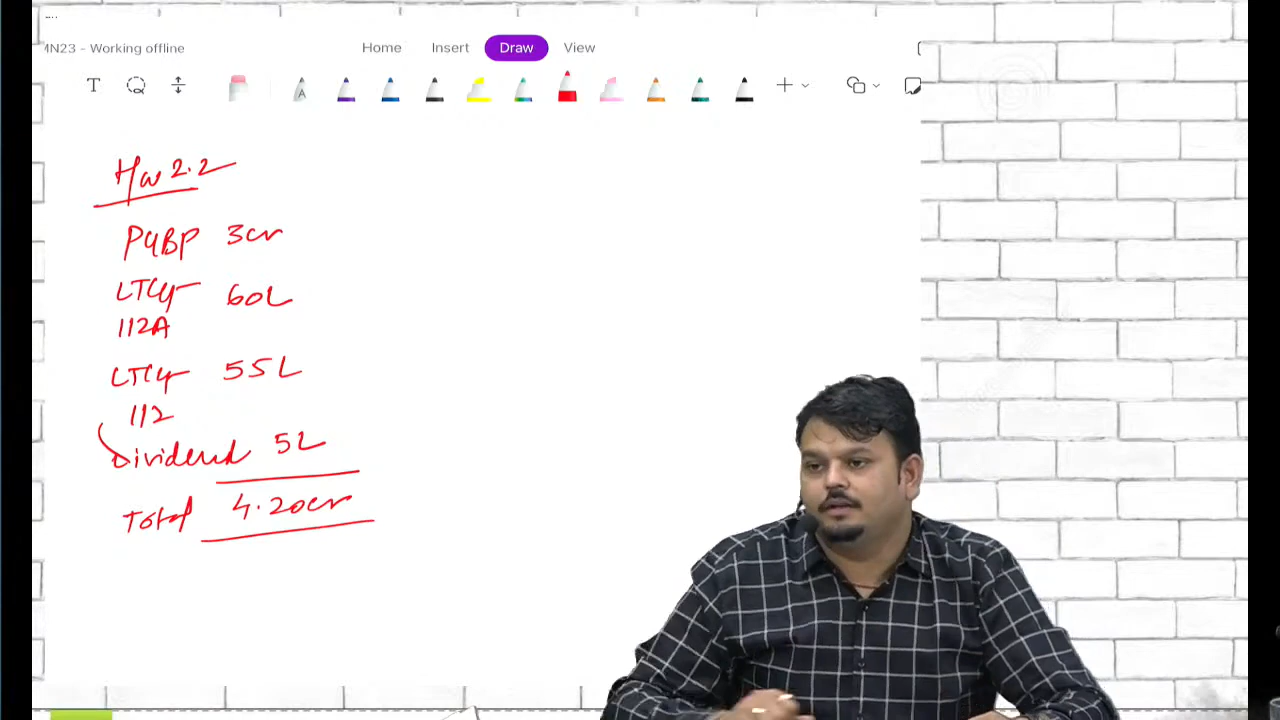 MN23 - Working offline
Home Insert Draw View
T
A
Hw 2.2
PGBP 3cr
LTCG 60L
112A
LTCG 55L
112
Dividend 5L
Total 4.20cr